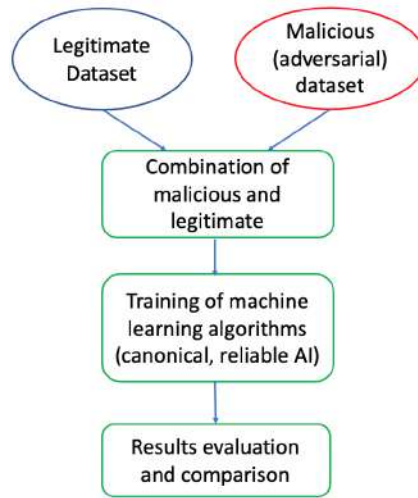 Legitimate
Dataset
Malicious
(adversarial)
dataset
Combination of
malicious and
legitimate
Training of machine
learning algorithms
(canonical, reliable AI)
Results evaluation
and comparison